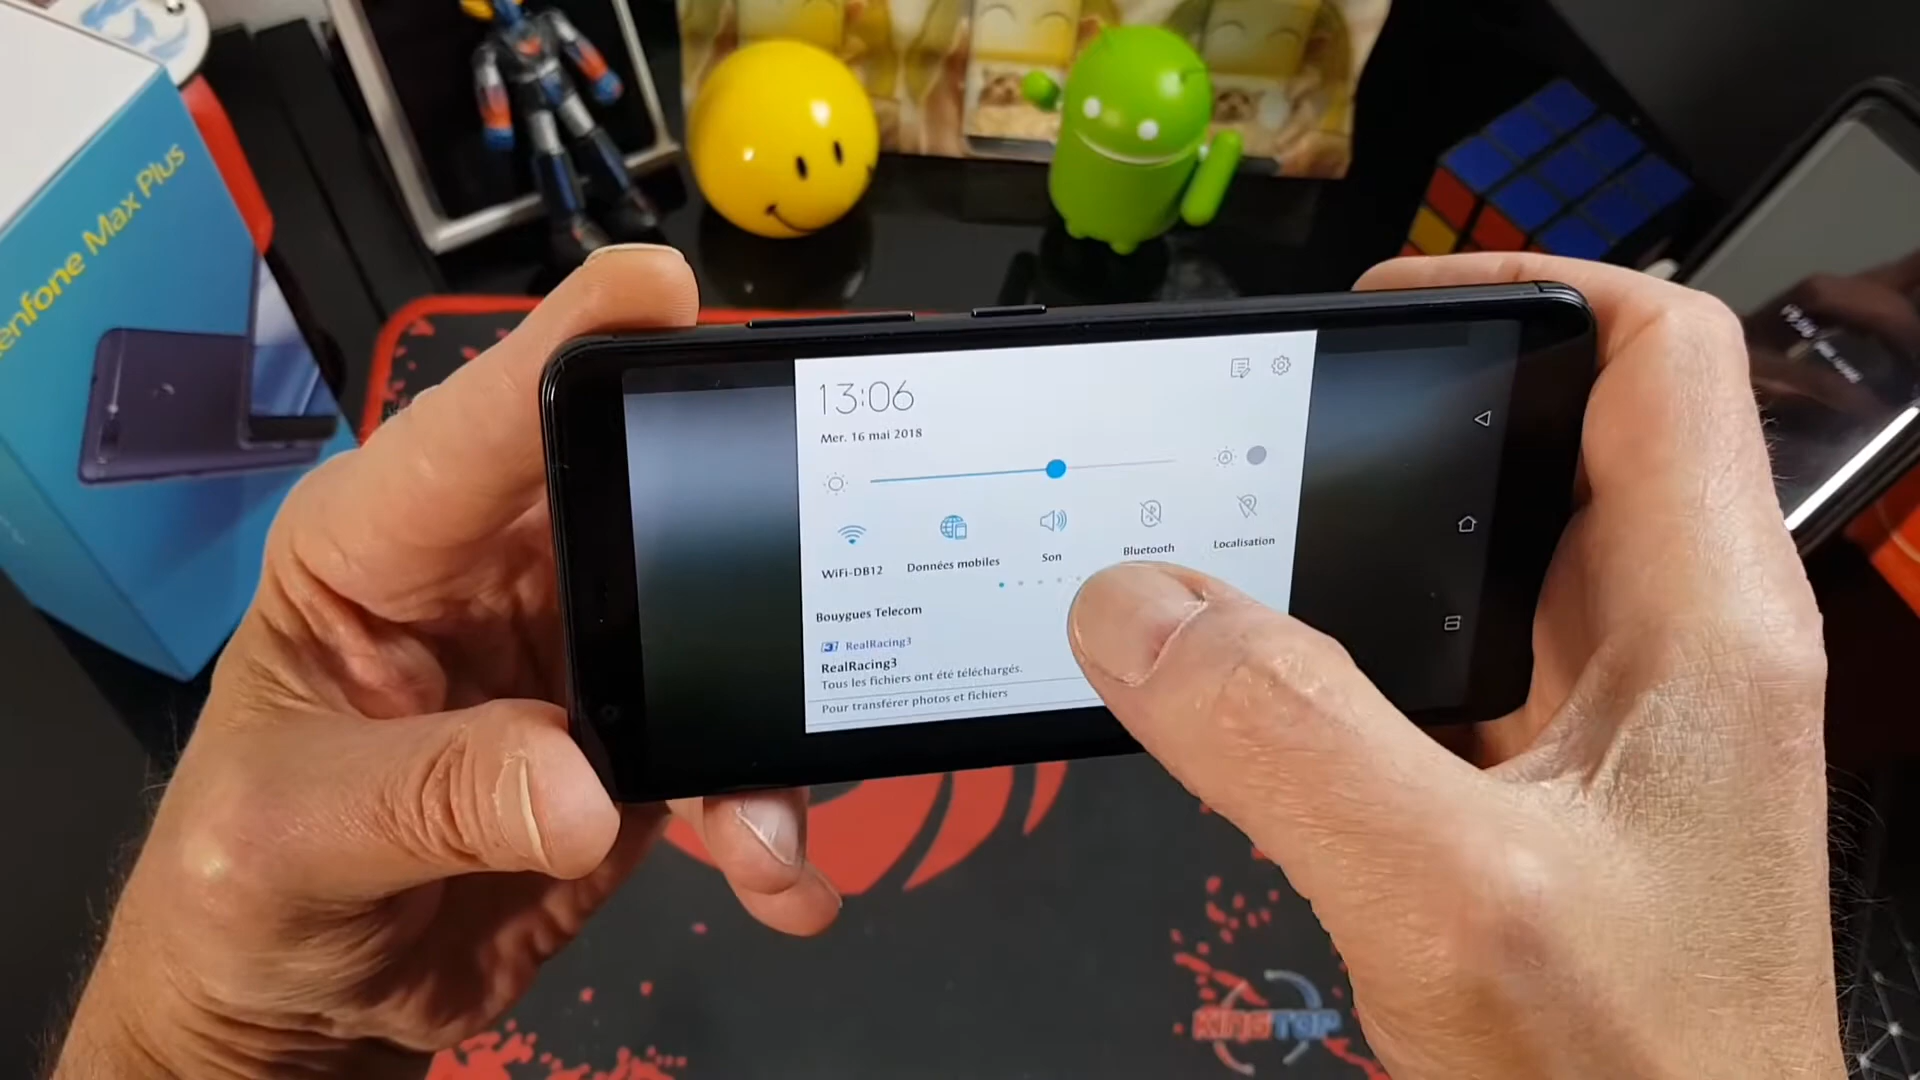 enfone Max Plus
13:06
Mer. 16 mai 2018
A
WiFi-DB12
Données mobiles
Son
Bluetooth
Localisation
Bouygues Telecom
RealRacing3
RealRacing3
Tous les fichiers ont été téléchargés.
Pour transférer photos et fichiers
KINGTOP